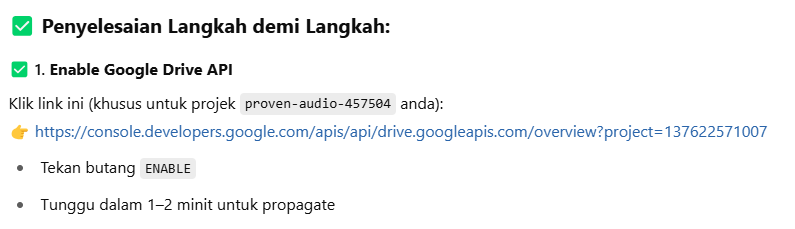 ✅ Penyelesaian Langkah demi Langkah:
✅ 1. Enable Google Drive API
Klik link ini (khusus untuk projek proven-audio-457504 anda):
👉 https://console.developers.google.com/apis/api/drive.googleapis.com/overview?project=137622571007
• Tekan butang ENABLE
• Tunggu dalam 1–2 minit untuk propagate